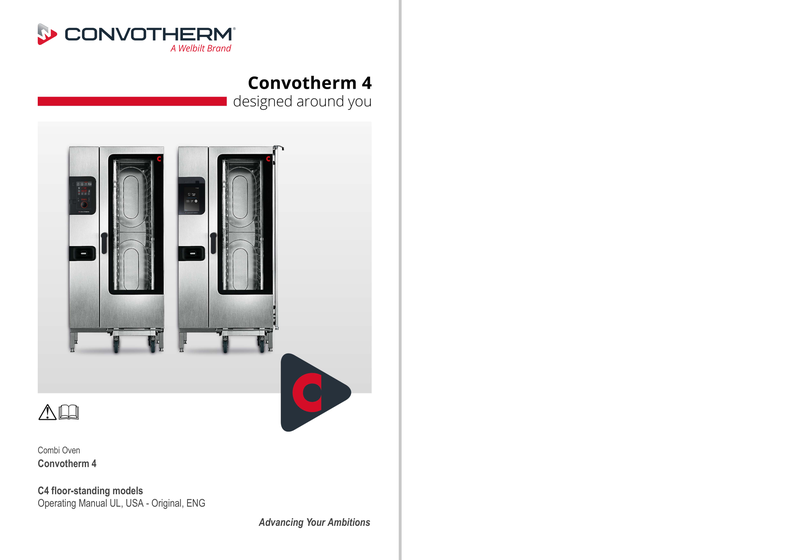 CONVOTHERM®
A Welbilt Brand
Convotherm 4
designed around you
Combi Oven
Convotherm 4
C4 floor-standing models
Operating Manual UL, USA - Original, ENG
Advancing Your Ambitions